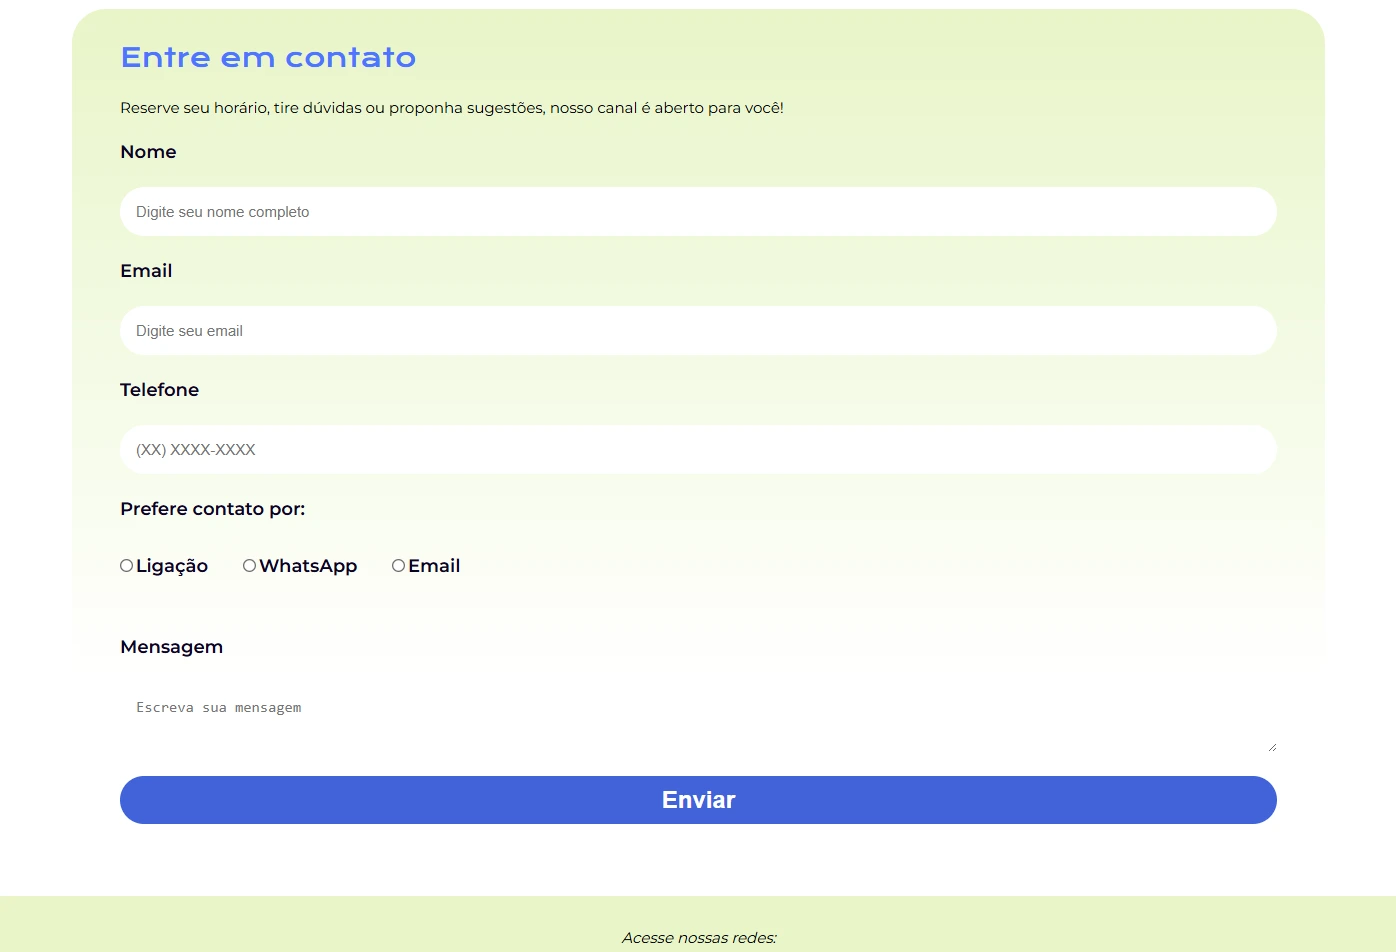 Entre em contato
Reserve seu horário, tire dúvidas ou proponha sugestões, nosso canal é aberto para você!
Nome
Digite seu nome completo
Email
Digite seu email
Telefone
(XX) XXXX-XXXX
Prefere contato por:
Ligação WhatsApp Email
Mensagem
Escreva sua mensagem
Enviar
Acesse nossas redes: